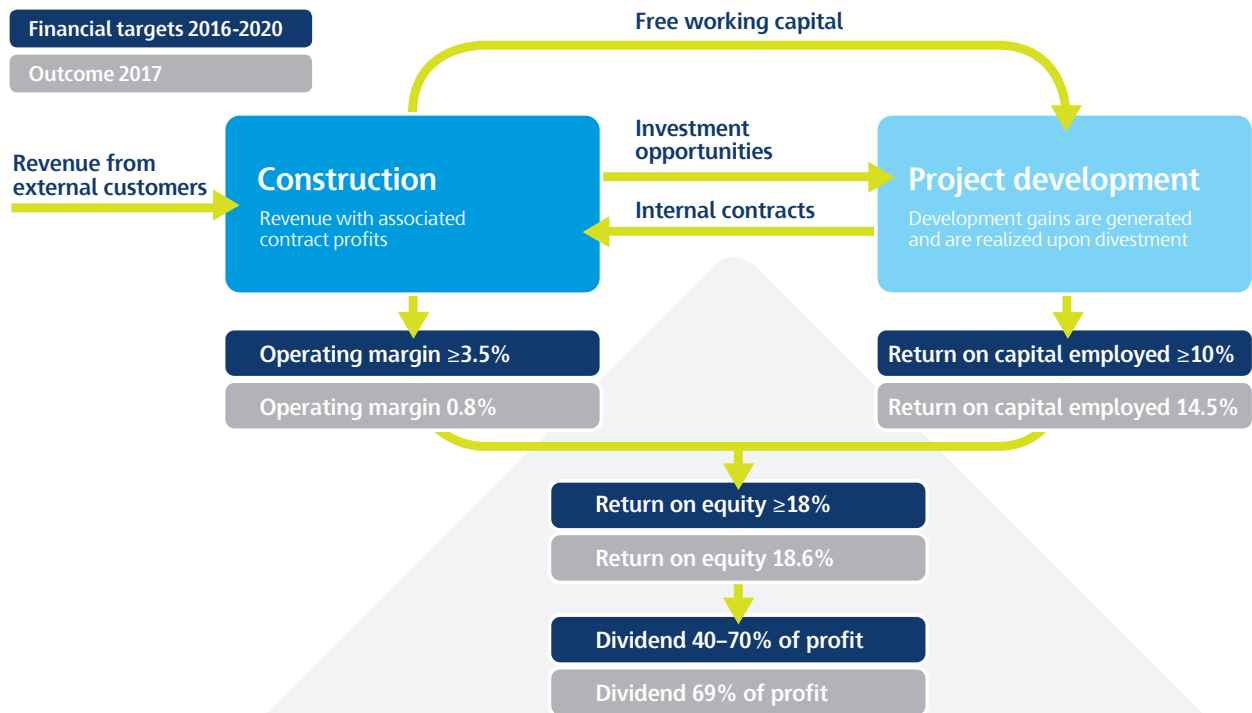 Financial targets 2016-2020
Outcome 2017
Free working capital
Revenue from
external customers
Construction
Revenue with associated
contract profits
Investment
opportunities
Internal contracts
Project development
Development gains are generated
and are realized upon divestment
Operating margin ≥3.5%
Operating margin 0.8%
Return on capital employed ≥10%
Return on capital employed 14.5%
Return on equity ≥18%
Return on equity 18.6%
Dividend 40–70% of profit
Dividend 69% of profit